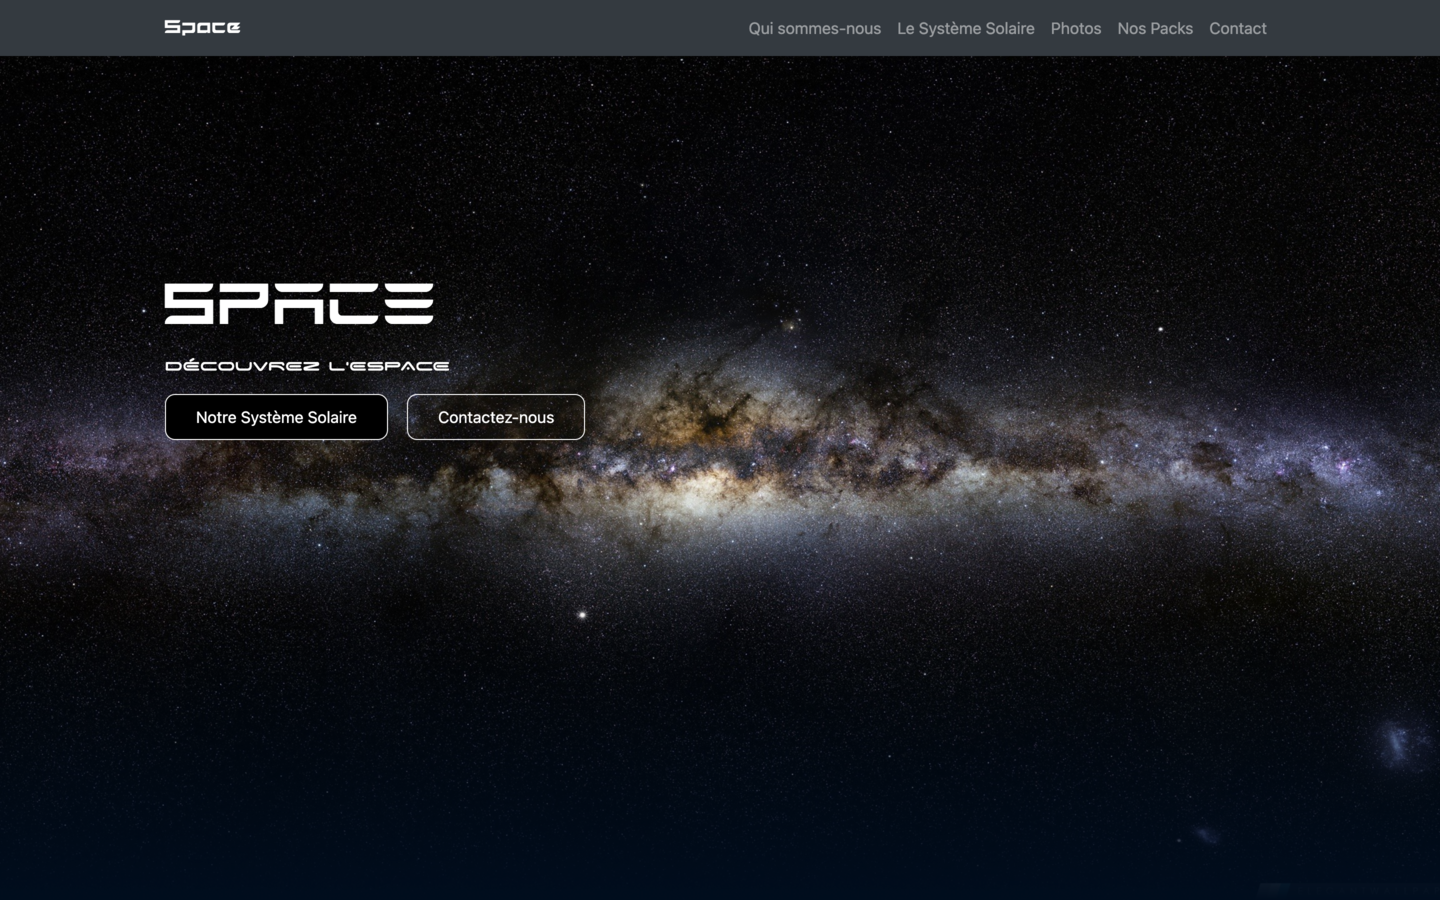 Space
Qui sommes-nous Le Système Solaire Photos Nos Packs Contact
SPACE
DÉCOUVREZ L'ESPACE
Notre Système Solaire Contactez-nous